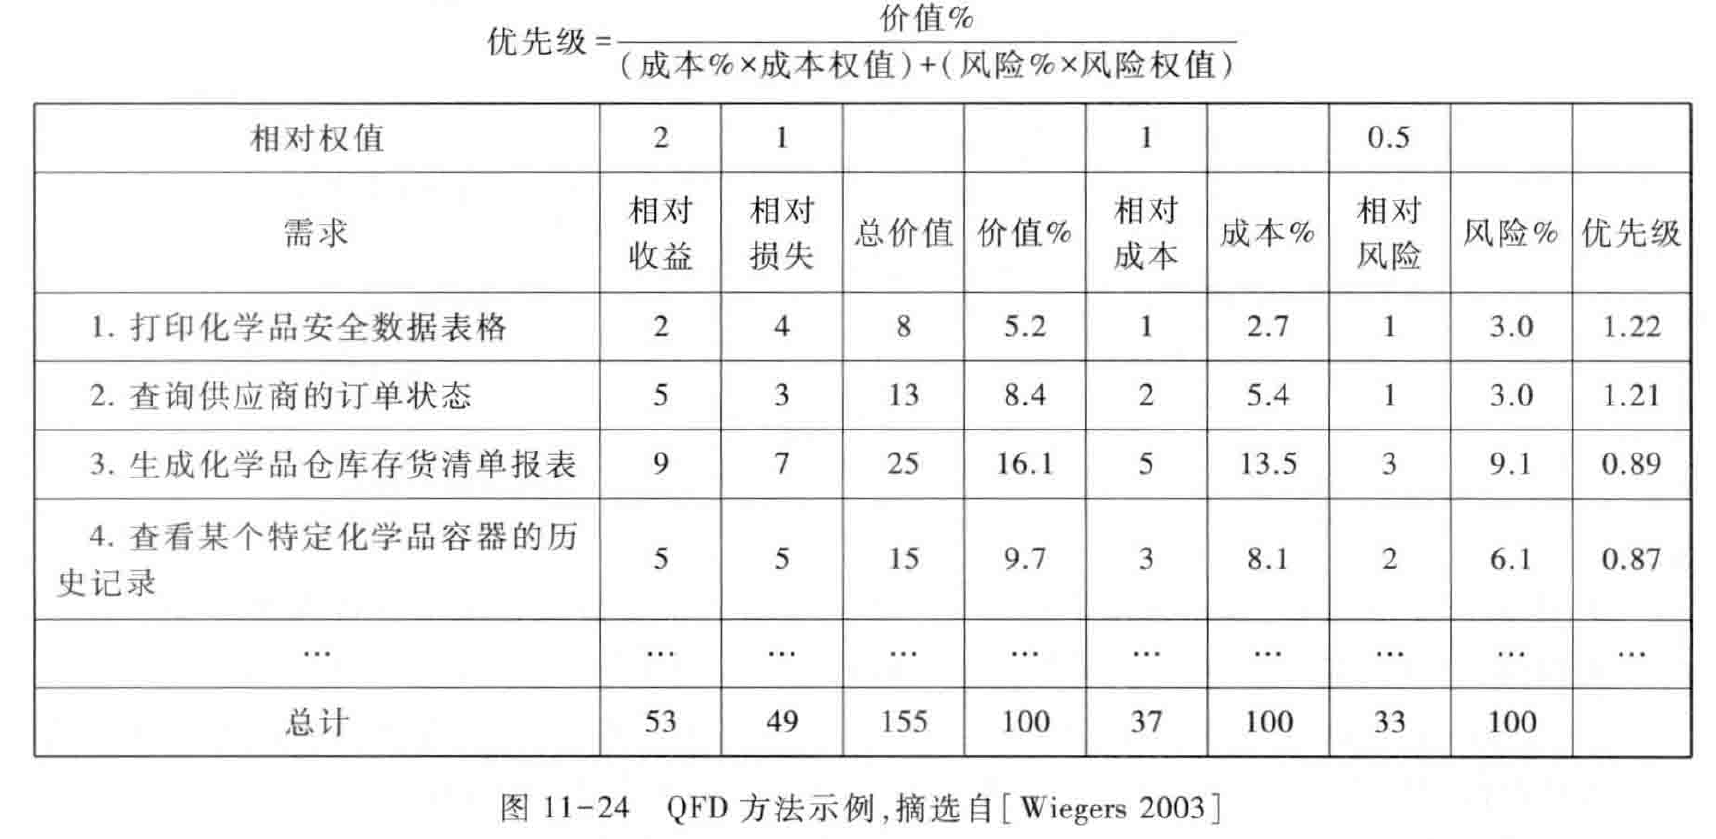 优先级=价值%/(成本%×成本权值)+(风险%×风险权值)
相对权值 2 1 1 0.5
需求 相对收益 相对损失 总价值 价值% 相对成本 成本% 相对风险 风险% 优先级
1. 打印化学品安全数据表格 2 4 8 5.2 1 2.7 1 3.0 1.22
2. 查询供应商的订单状态 5 3 13 8.4 2 5.4 1 3.0 1.21
3. 生成化学品仓库存货清单报表 9 7 25 16.1 5 13.5 3 9.1 0.89
4. 查看某个特定化学品容器的历史记录 5 5 15 9.7 3 8.1 2 6.1 0.87
… … … … … … … … … …
总计 53 49 155 100 37 100 33 100
图 11-24 QFD 方法示例,摘选自[Wiegers 2003]